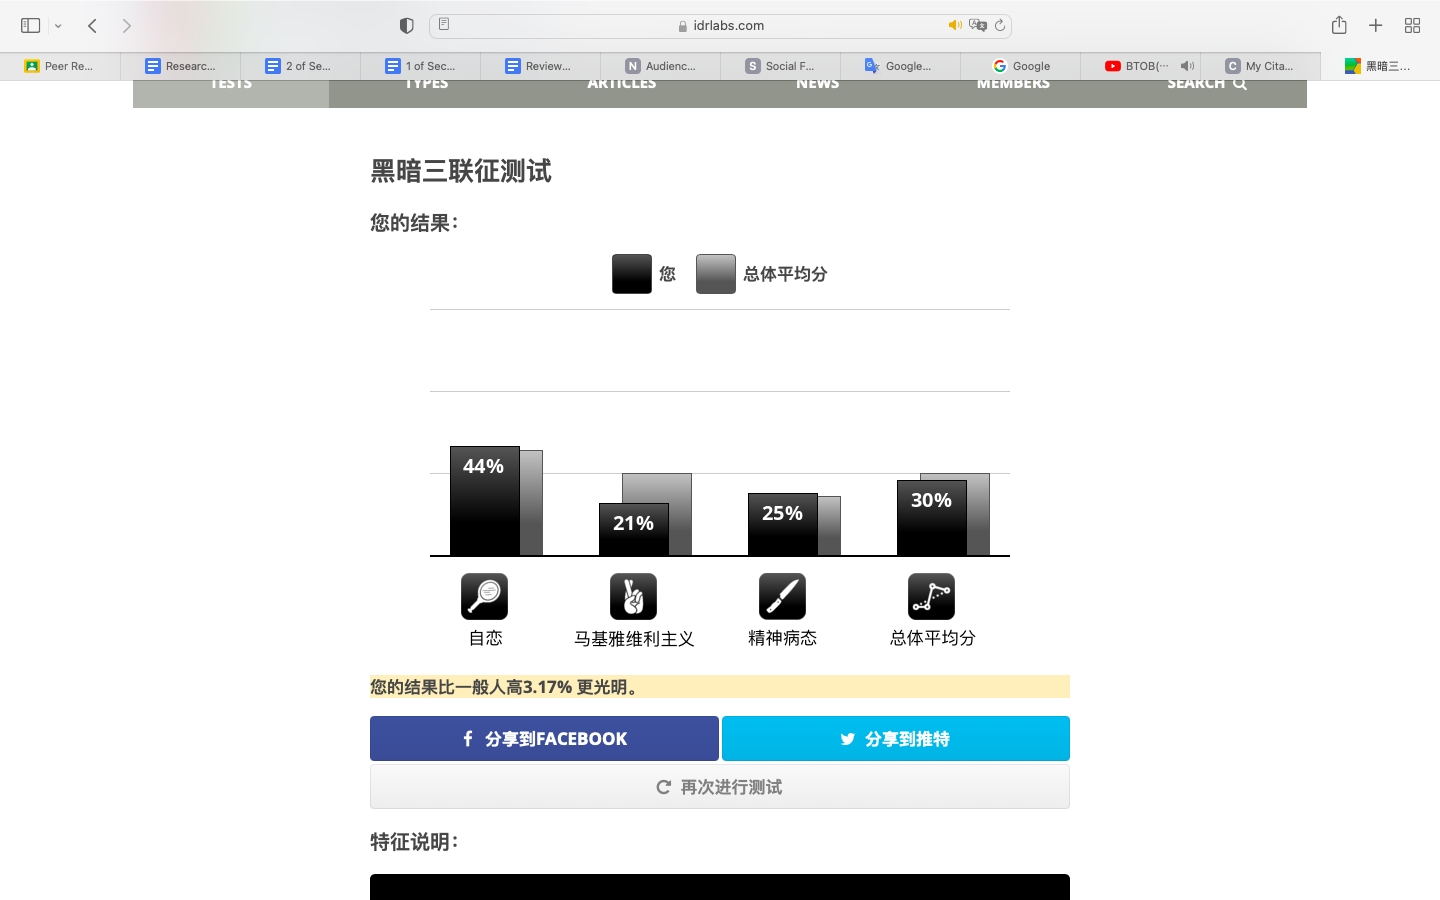 idrlabs.com
Peer Re...
Researc...
2 of Se...
1 of Sec...
Review...
Audienc...
Social F...
Google...
Google
BTOB(...
My Cita...
黑暗三...
TESTS
TYPES
ARTICLES
NEWS
MEMBERS
SEARCH
黑暗三联征测试
您的结果：
您
总体平均分
44%
21%
25%
30%
自恋
马基雅维利主义
精神病态
总体平均分
您的结果比一般人高3.17% 更光明。
分享到FACEBOOK
分享到推特
再次进行测试
特征说明：